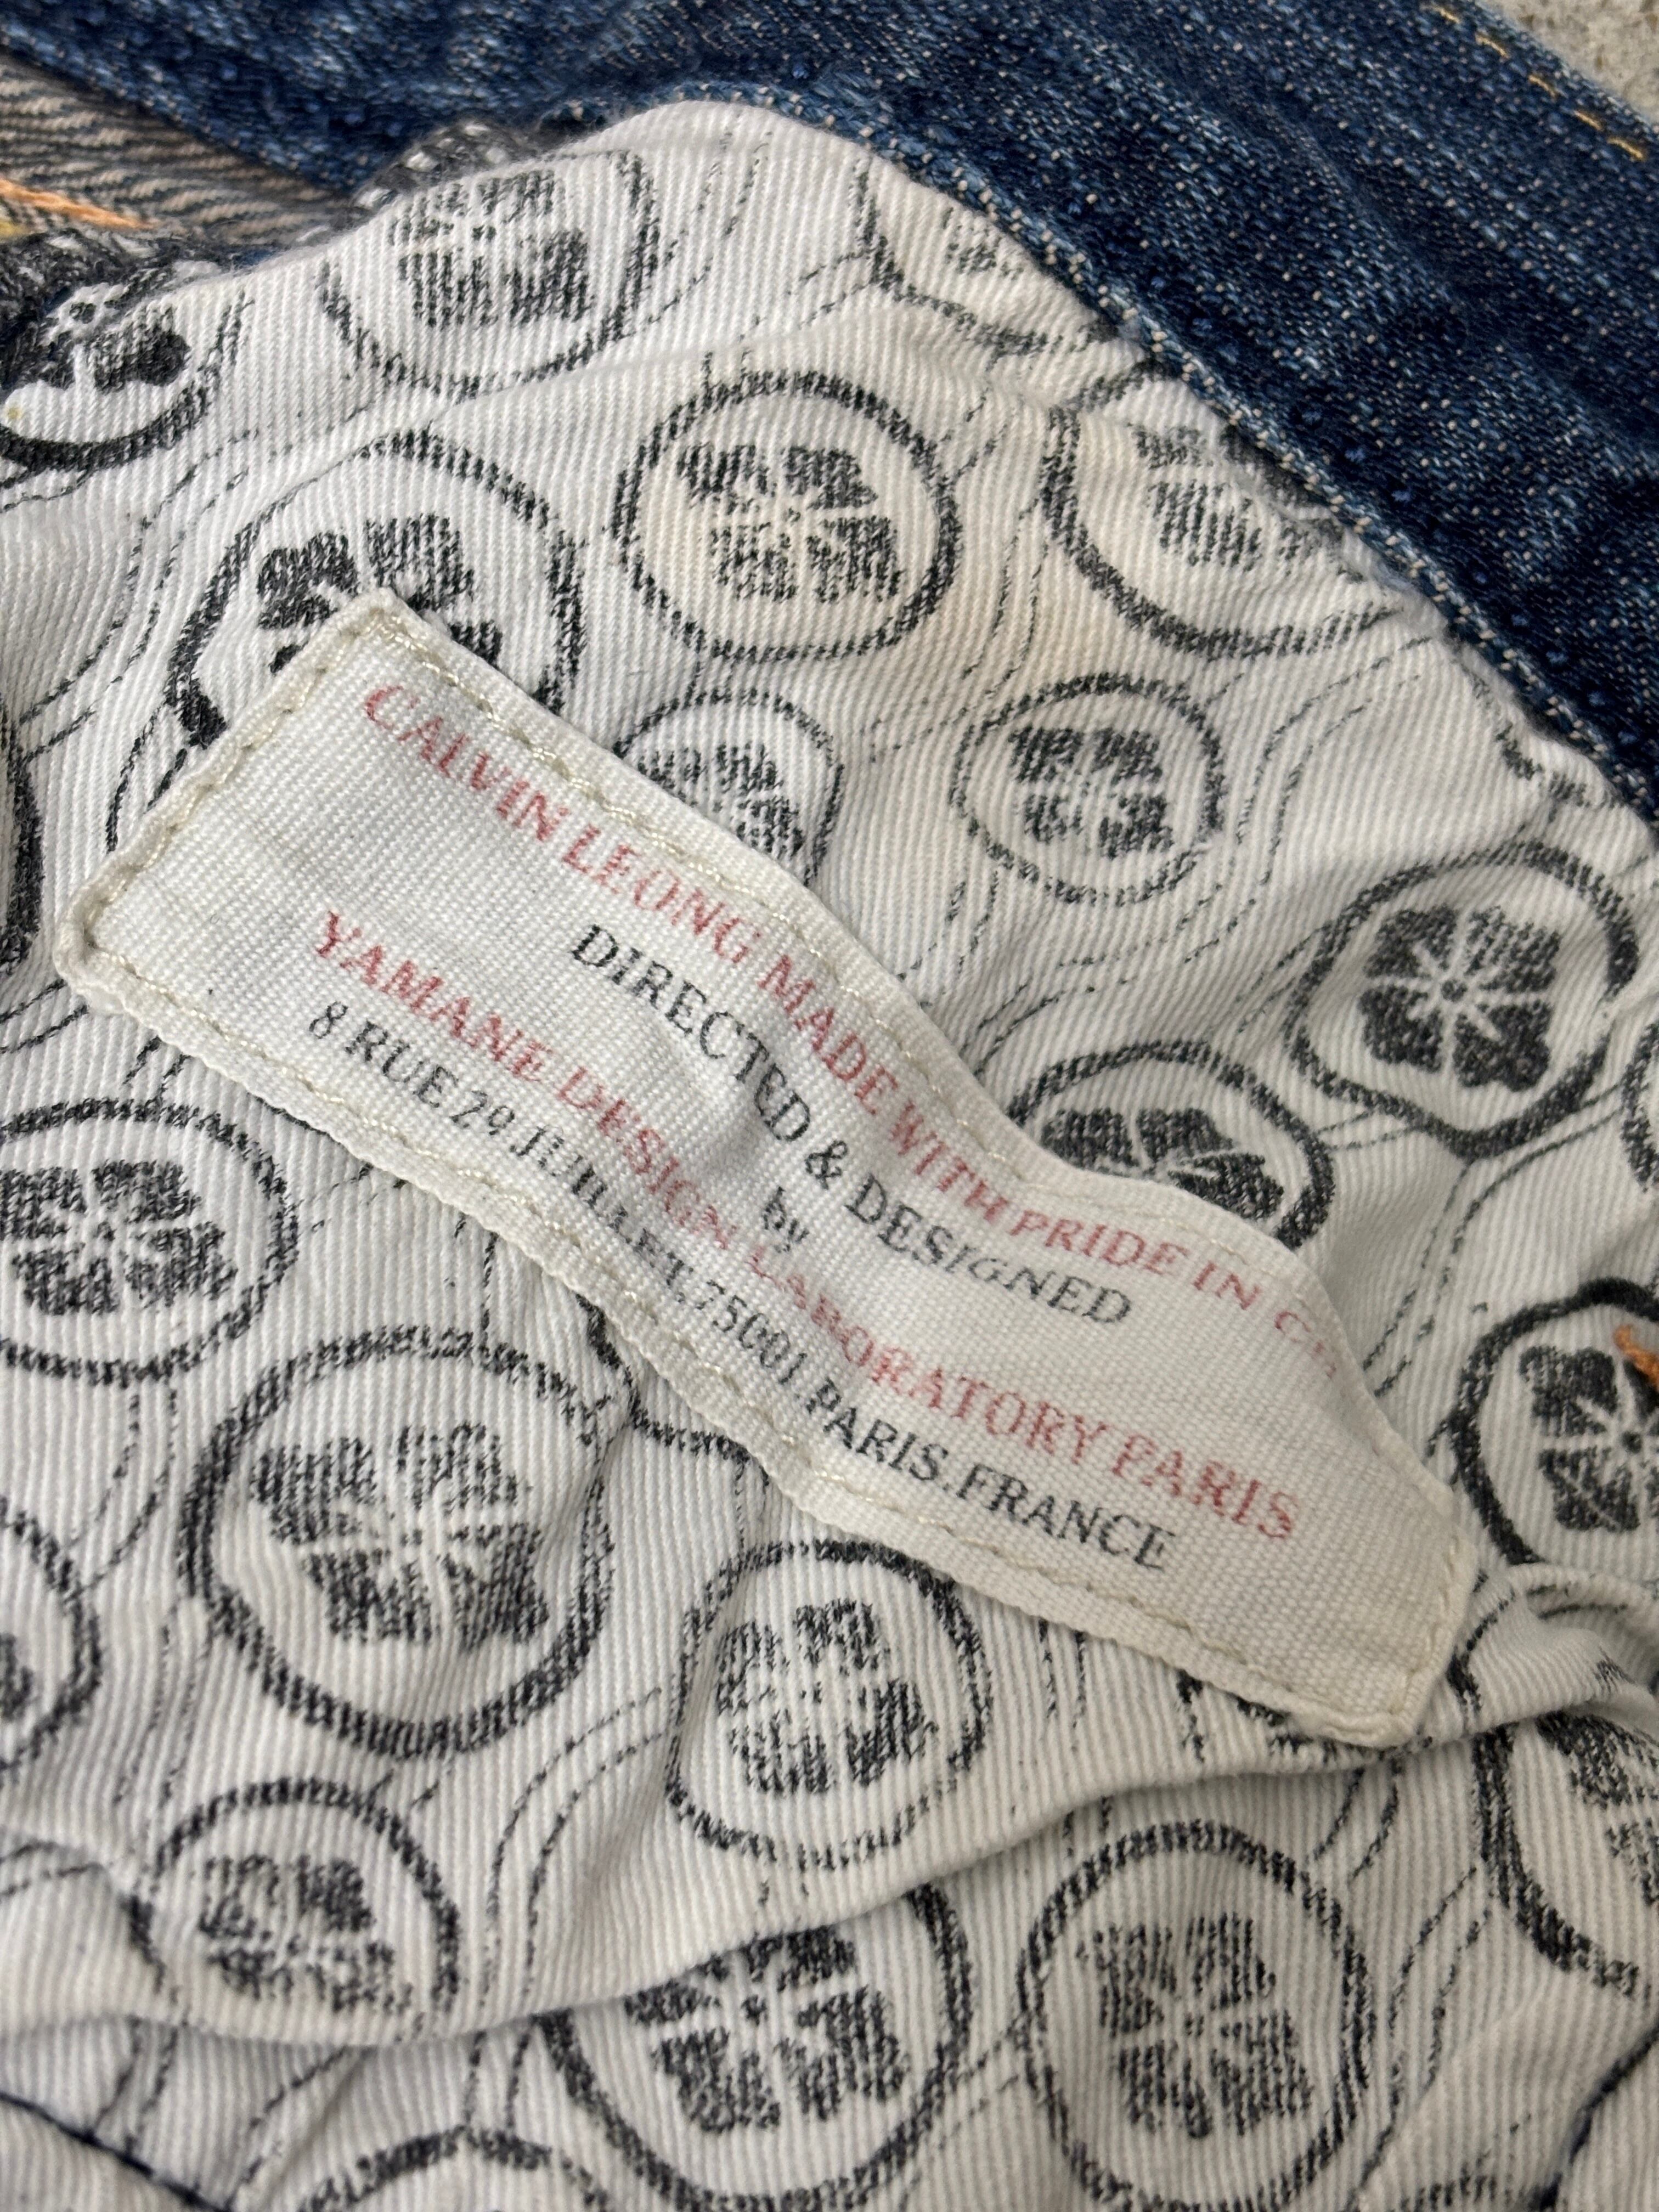 CALVIN LEONG MADE WITH PRIDE IN
DIRECTED & DESIGNED
by
YAMANE DESIGN LABORATORY PARIS
8 RUE 29.JUILLET,75001.PARIS.FRANCE